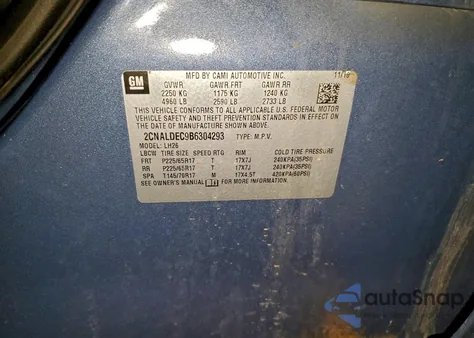 GM
MFD BY CAMI AUTOMOTIVE INC.
11/10
GVWR GAWR FRT GAWR RR
2250 KG 1175 KG 1240 KG
4960 LB 2590 LB 2733 LB
THIS VEHICLE CONFORMS TO ALL APPLICABLE U.S. FEDERAL MOTOR
VEHICLE SAFETY AND THEFT PREVENTION STANDARDS IN EFFECT ON
THE DATE OF MANUFACTURE SHOWN ABOVE.
2CNALDEC9B6304293 TYPE: M.P.V.
MODEL: LH26
LBCW TIRE SIZE SPEED RTG RIM COLD TIRE PRESSURE
FRT P225/65R17 T 17X7J 240KPA(35PSI)
RR P225/65R17 T 17X7J 240KPA(35PSI)
SPA T145/70R17 M 17X4.5T 420KPA(60PSI)
SEE OWNER'S MANUAL FOR MORE INFORMATION.
autoSnap